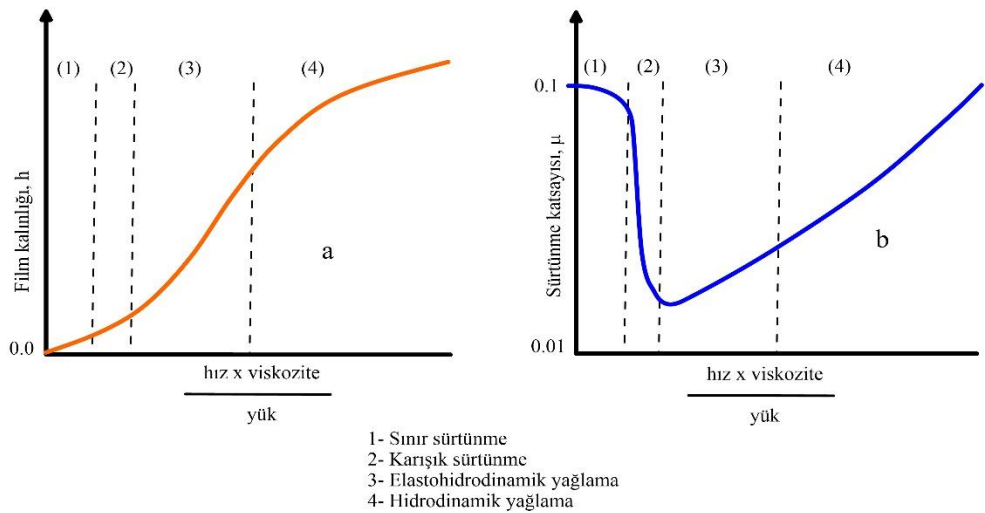 Film kalınlığı, h
(1) (2) (3) (4)
a
0.0
hız x viskozite
yük
Sürtünme katsayısı, μ
0.1
(1) (2) (3) (4)
b
0.01
hız x viskozite
yük
1- Sınır sürtünme
2- Karışık sürtünme
3- Elastohidrodinamik yağlama
4- Hidrodinamik yağlama